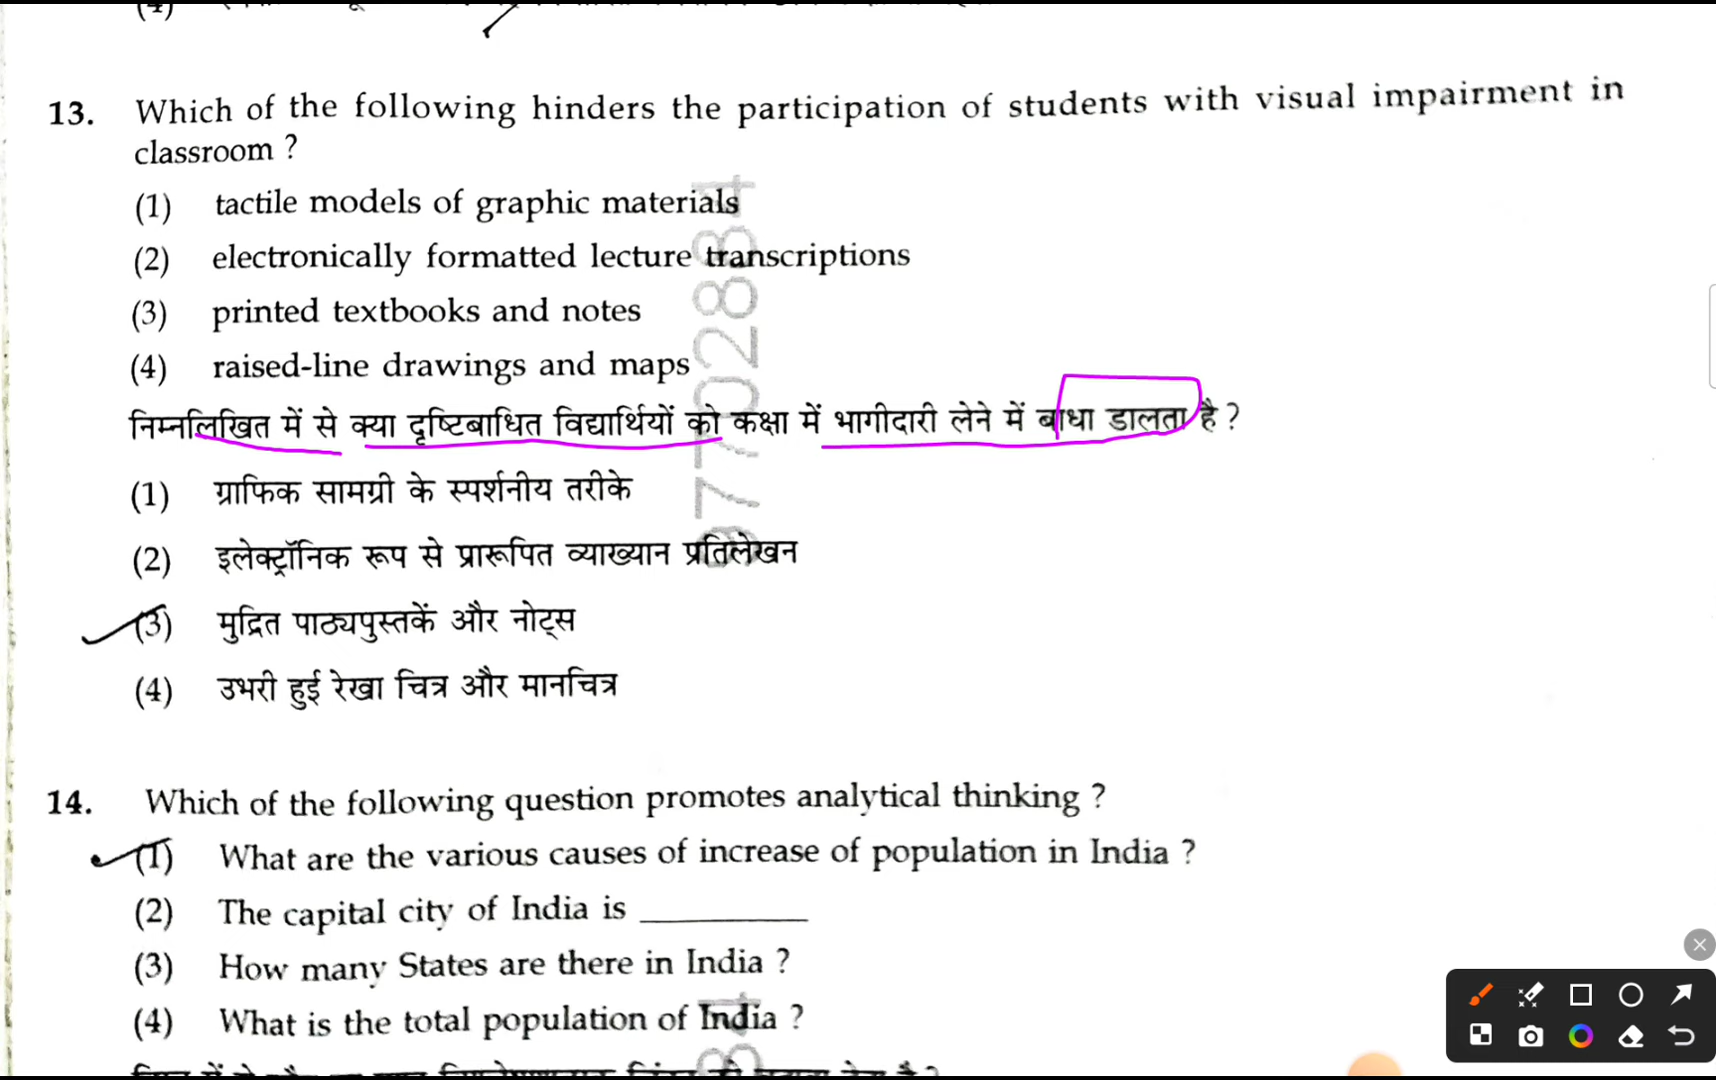 (4)
13. Which of the following hinders the participation of students with visual impairment in
classroom ?
(1) tactile models of graphic materials
(2) electronically formatted lecture transcriptions
(3) printed textbooks and notes
(4) raised-line drawings and maps
निम्नलिखित में से क्या दृष्टिबाधित विद्यार्थियों को कक्षा में भागीदारी लेने में बाधा डालता है ?
(1) ग्राफिक सामग्री के स्पर्शनीय तरीके
(2) इलेक्ट्रॉनिक रूप से प्रारूपित व्याख्यान प्रतिलेखन
(3) मुद्रित पाठ्यपुस्तकें और नोट्स
(4) उभरी हुई रेखा चित्र और मानचित्र
14. Which of the following question promotes analytical thinking ?
(1) What are the various causes of increase of population in India ?
(2) The capital city of India is ________
(3) How many States are there in India ?
(4) What is the total population of India ?